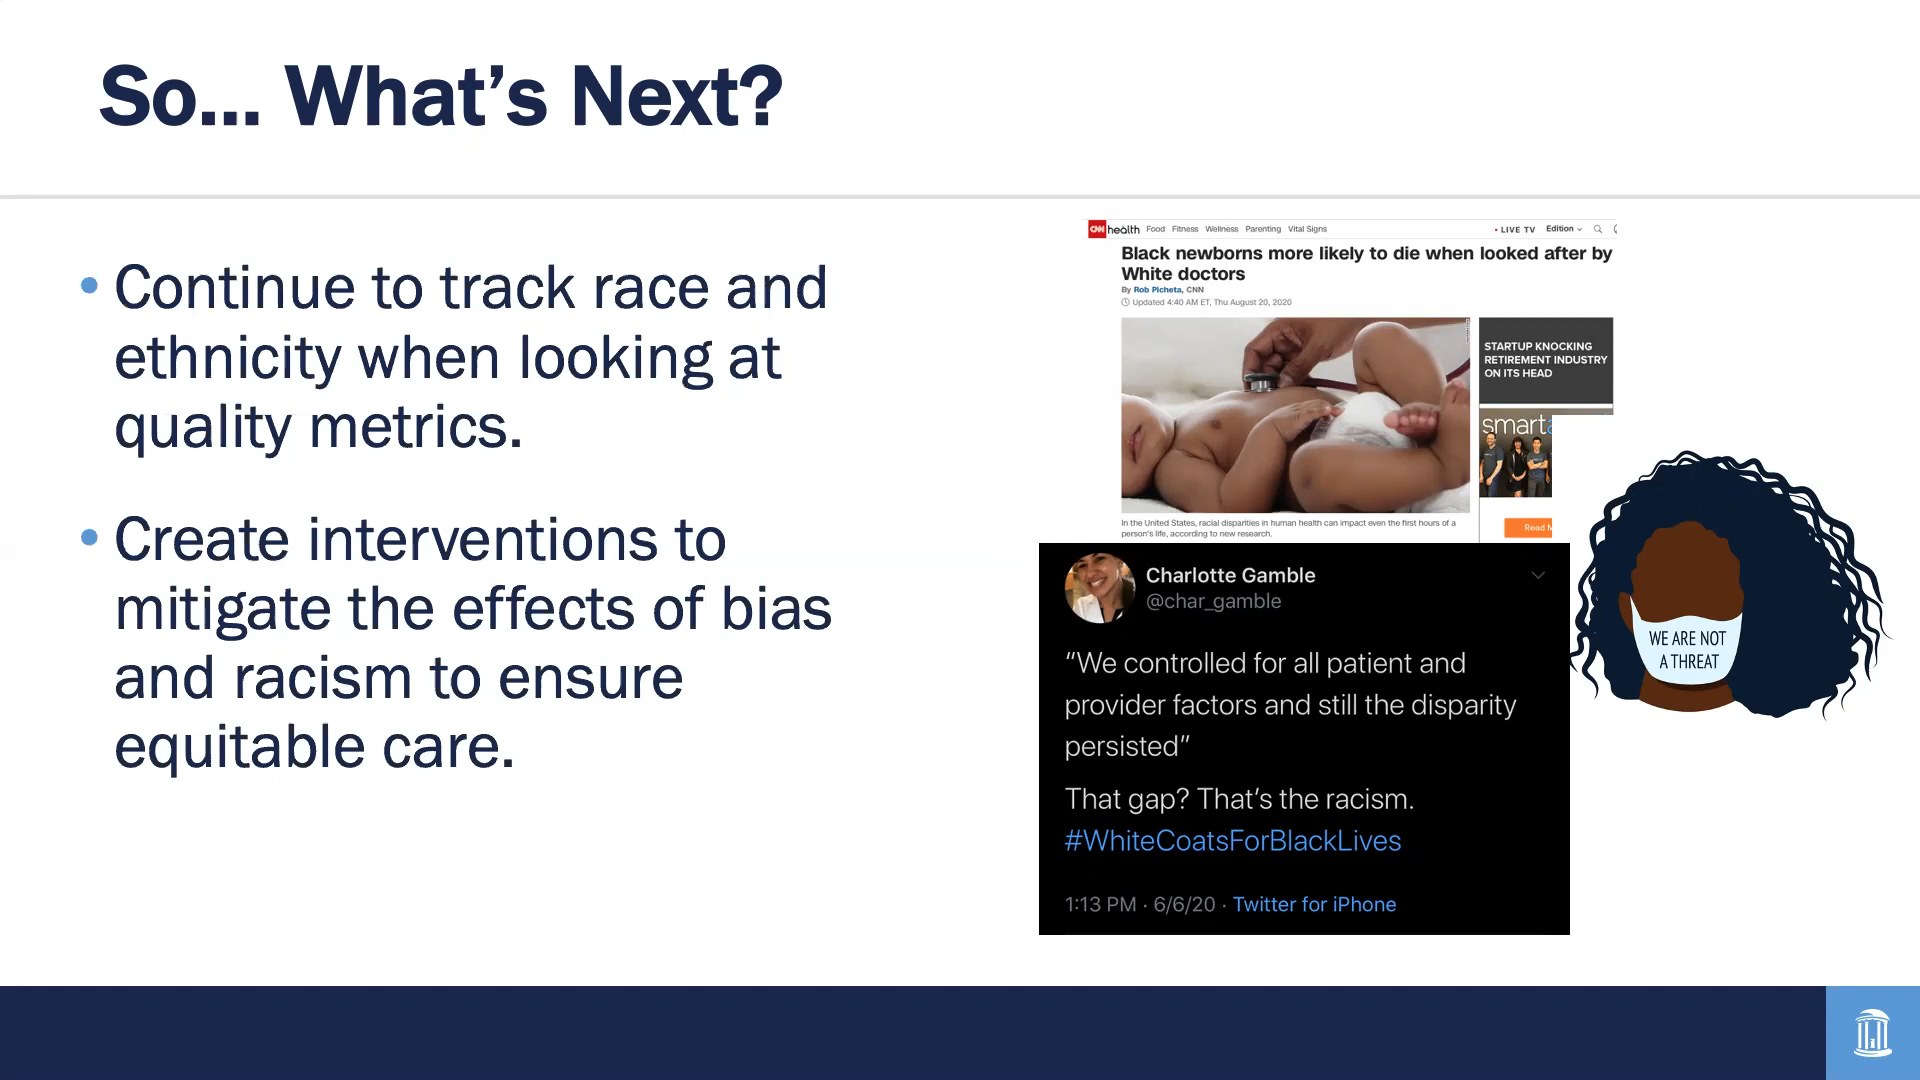 So... What’s Next?
• Continue to track race and
ethnicity when looking at
quality metrics.
• Create interventions to
mitigate the effects of bias
and racism to ensure
equitable care.
CNN health Food Fitness Wellness Parenting Vital Signs
• LIVE TV Edition
Black newborns more likely to die when looked after by
White doctors
By Rob Picheta, CNN
Updated 4:40 AM ET, Thu August 20, 2020
STARTUP KNOCKING
RETIREMENT INDUSTRY
ON ITS HEAD
smart
Read
In the United States, racial disparities in human health can impact even the first hours of a
person's life, according to new research.
Charlotte Gamble
@char_gamble
“We controlled for all patient and
provider factors and still the disparity
persisted”
That gap? That’s the racism.
#WhiteCoatsForBlackLives
1:13 PM · 6/6/20 · Twitter for iPhone
WE ARE NOT
A THREAT